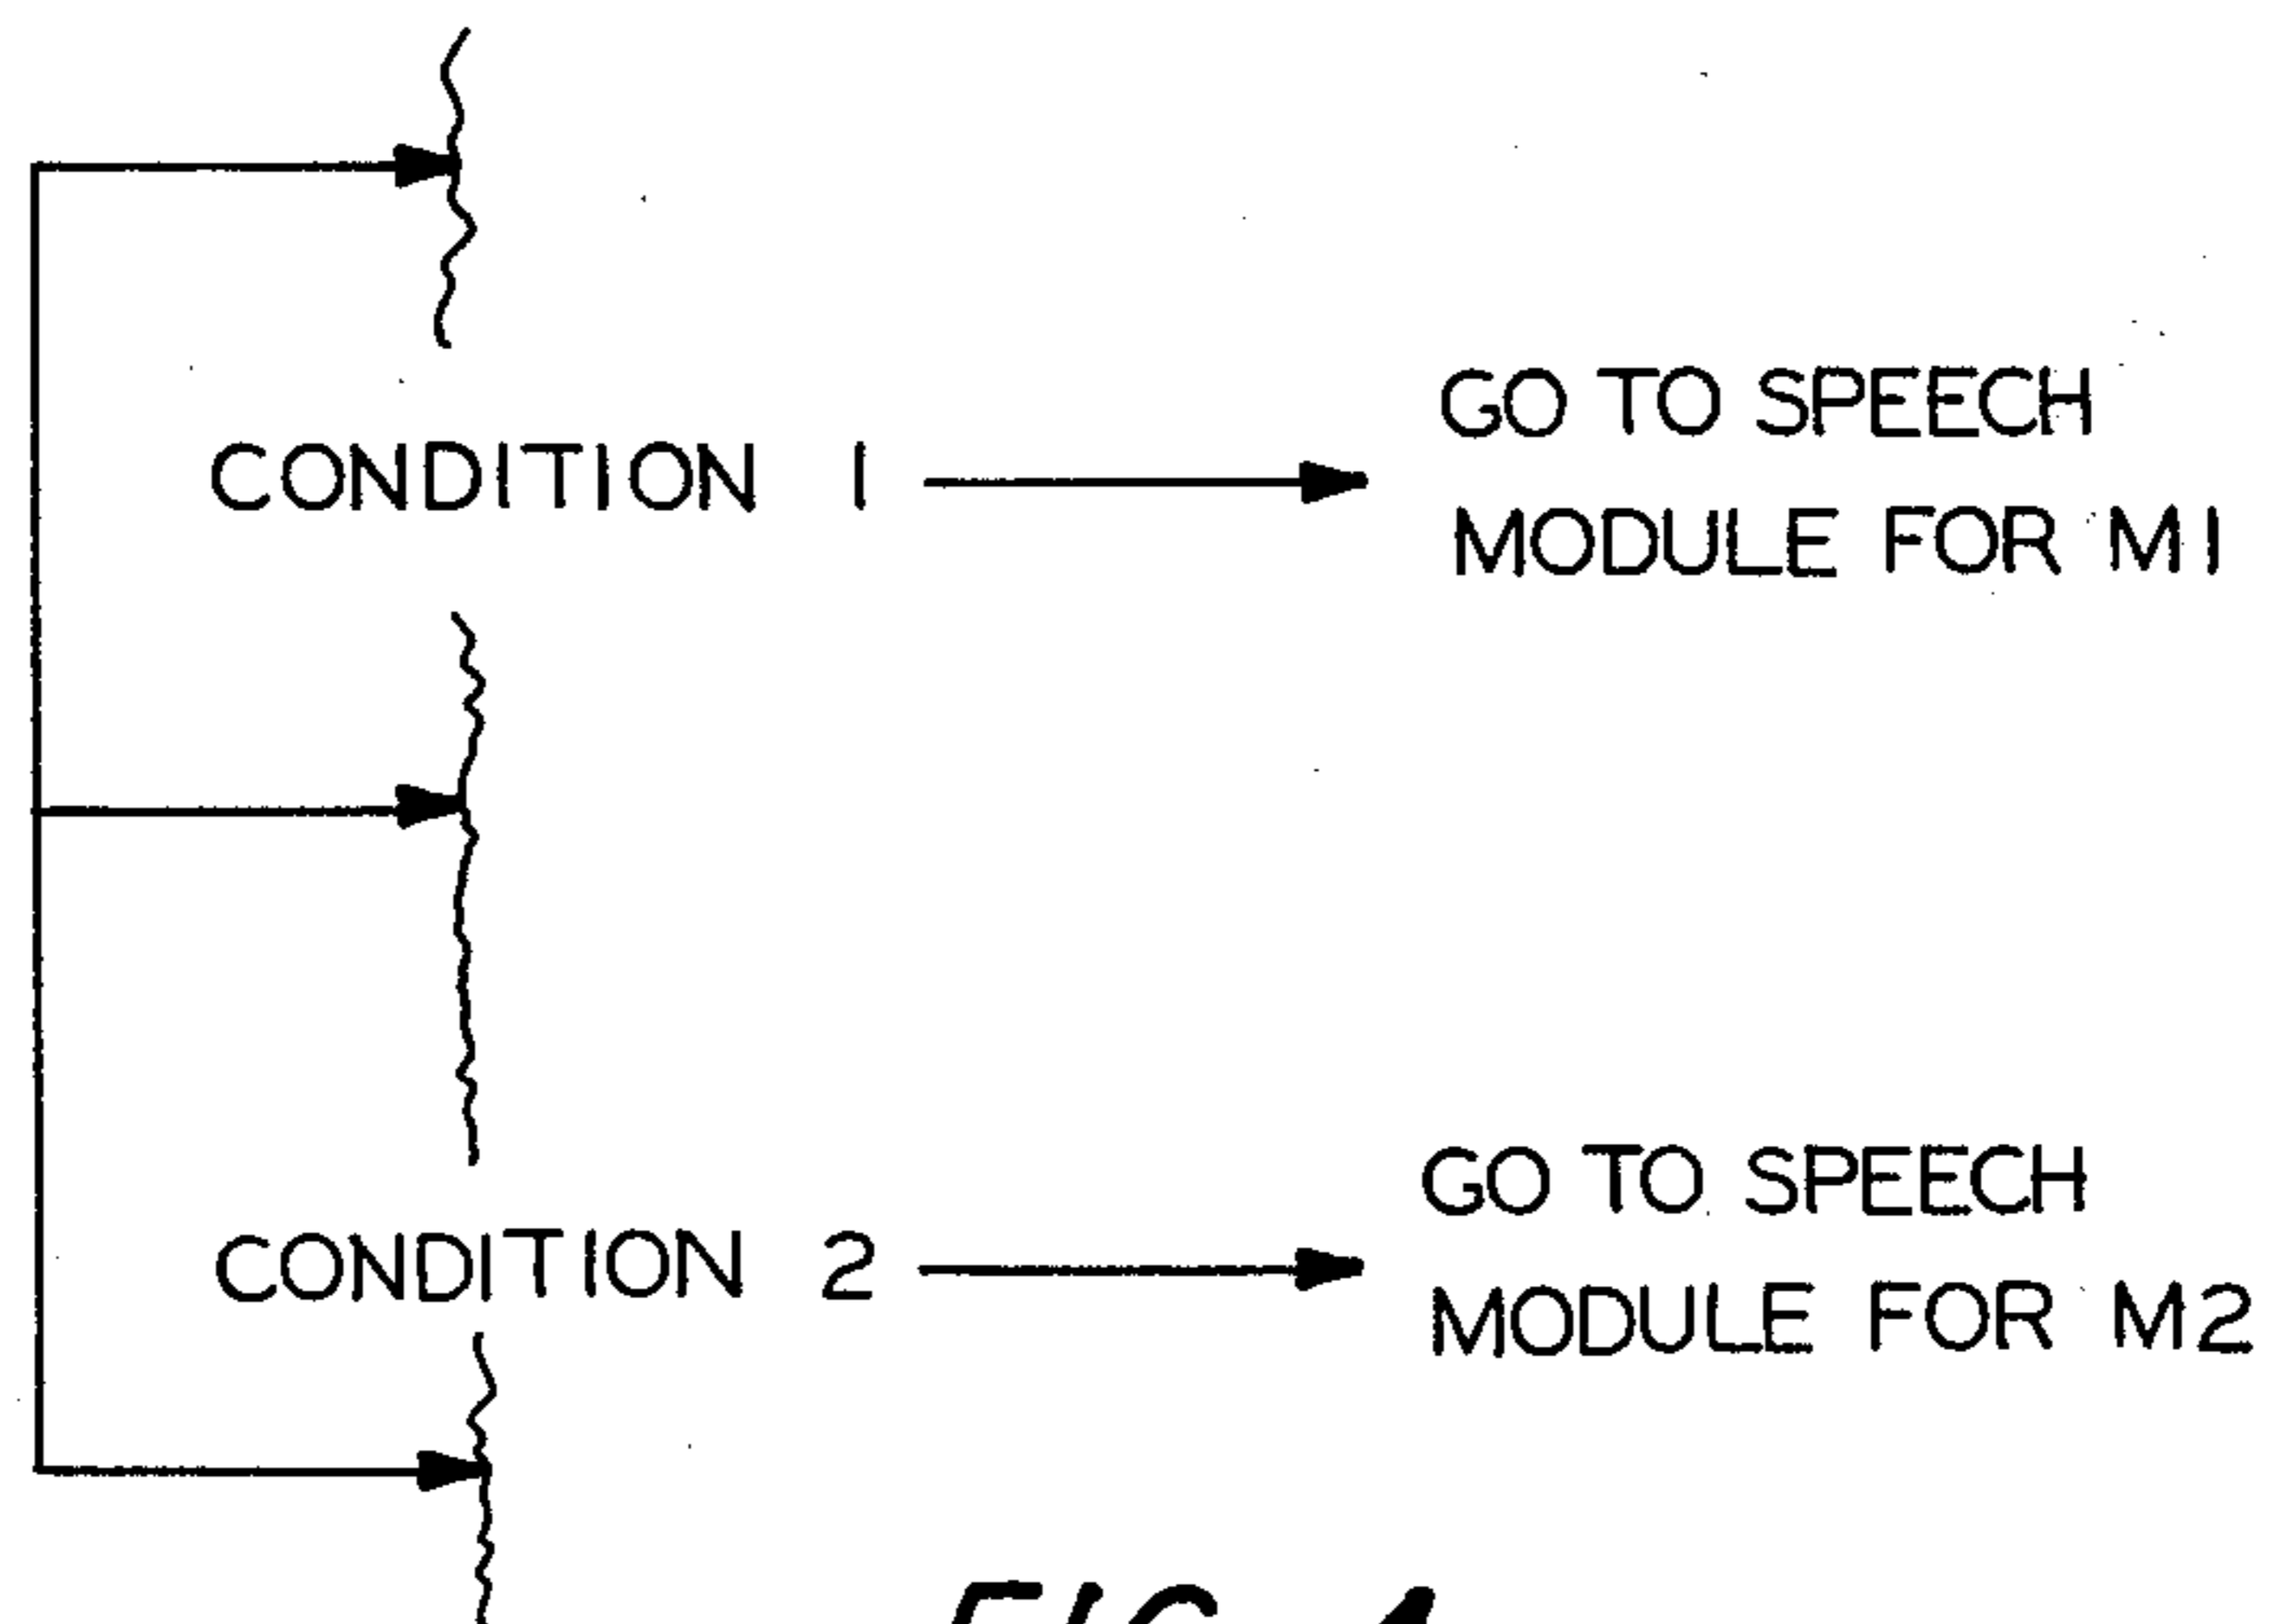 GO TO SPEECH
CONDITION 1
MODULE FOR M1
GO TO SPEECH
CONDITION 2
MODULE FOR M2